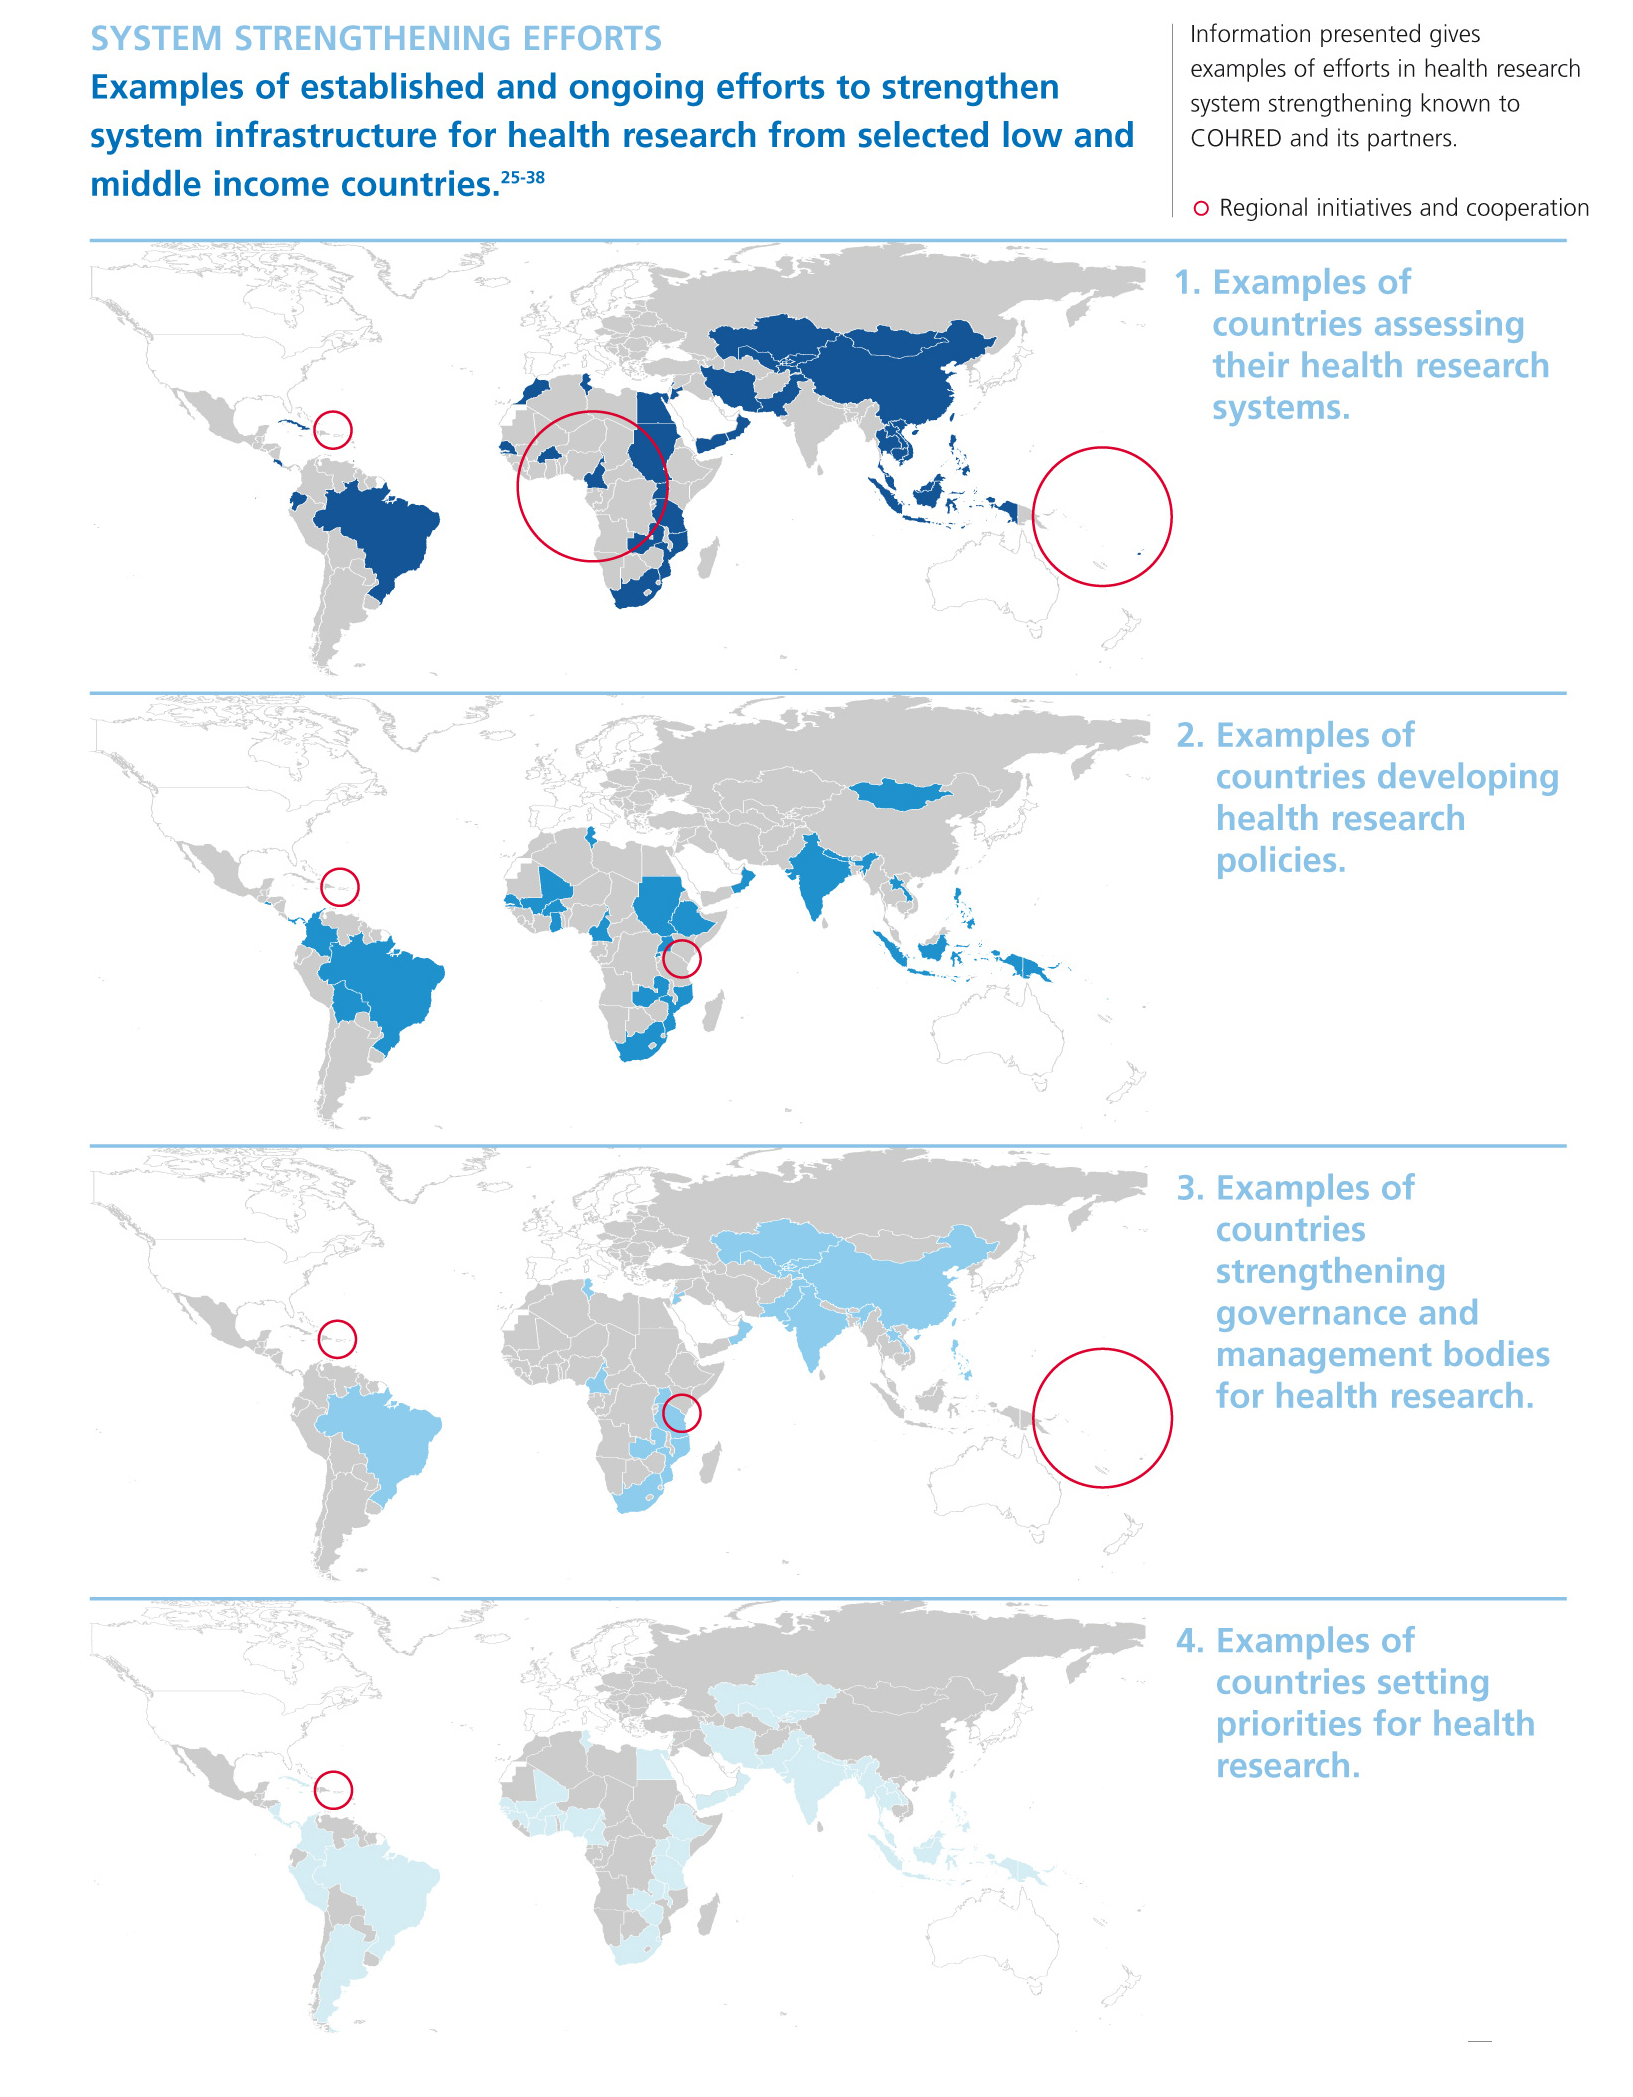 SYSTEM STRENGTHENING EFFORTS
Examples of established and ongoing efforts to strengthen
system infrastructure for health research from selected low and
middle income countries.25-38
Information presented gives
examples of efforts in health research
system strengthening known to
COHRED and its partners.
Regional initiatives and cooperation
1. Examples of
countries assessing
their health research
systems.
2. Examples of
countries developing
health research
policies.
3. Examples of
countries
strengthening
governance and
management bodies
for health research.
4. Examples of
countries setting
priorities for health
research.